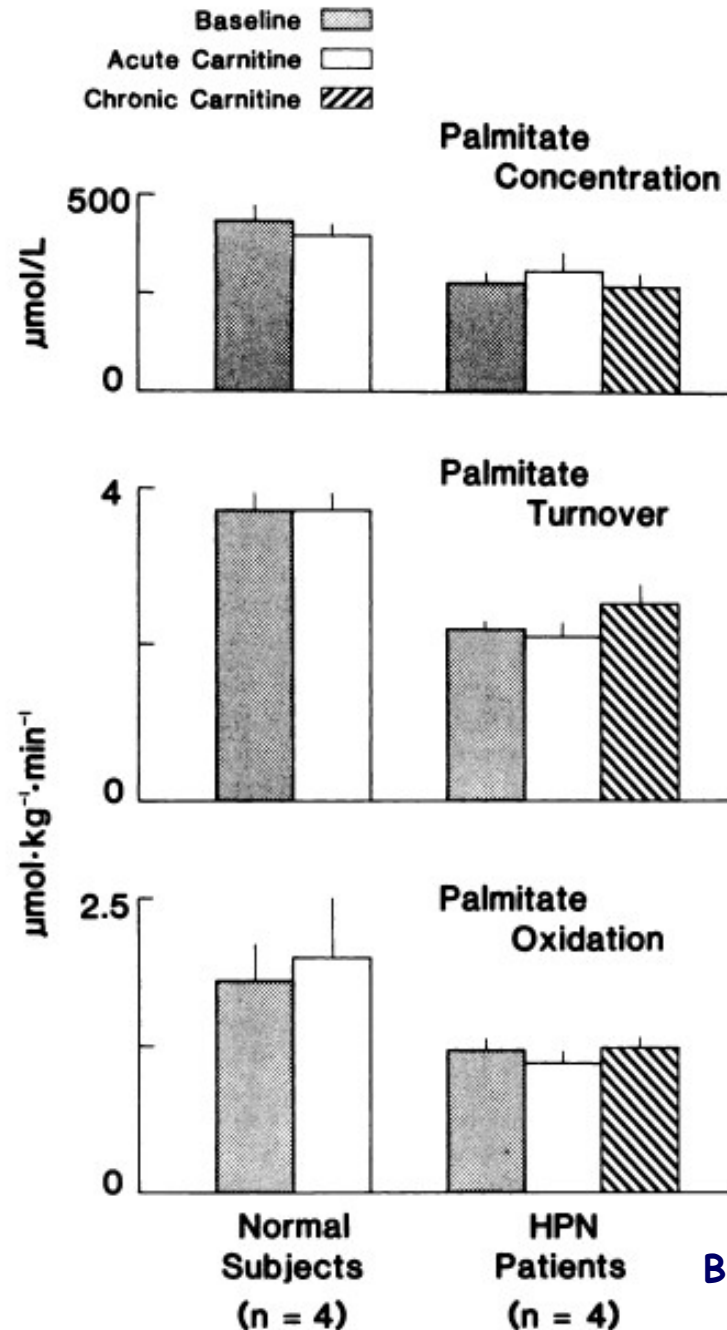 Baseline
Acute Carnitine
Chronic Carnitine
Palmitate
Concentration
500
µmol/L
0
Palmitate
Turnover
4
0
µmol·kg⁻¹·min⁻¹
Palmitate
Oxidation
2.5
0
Normal
Subjects
(n = 4)
HPN
Patients
(n = 4)
B